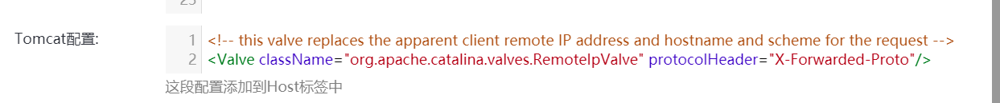 Tomcat配置:
1 <!-- this valve replaces the apparent client remote IP address and hostname and scheme for the request -->
2 <Valve className="org.apache.catalina.valves.RemoteIpValve" protocolHeader="X-Forwarded-Proto"/>
这段配置添加到Host标签中